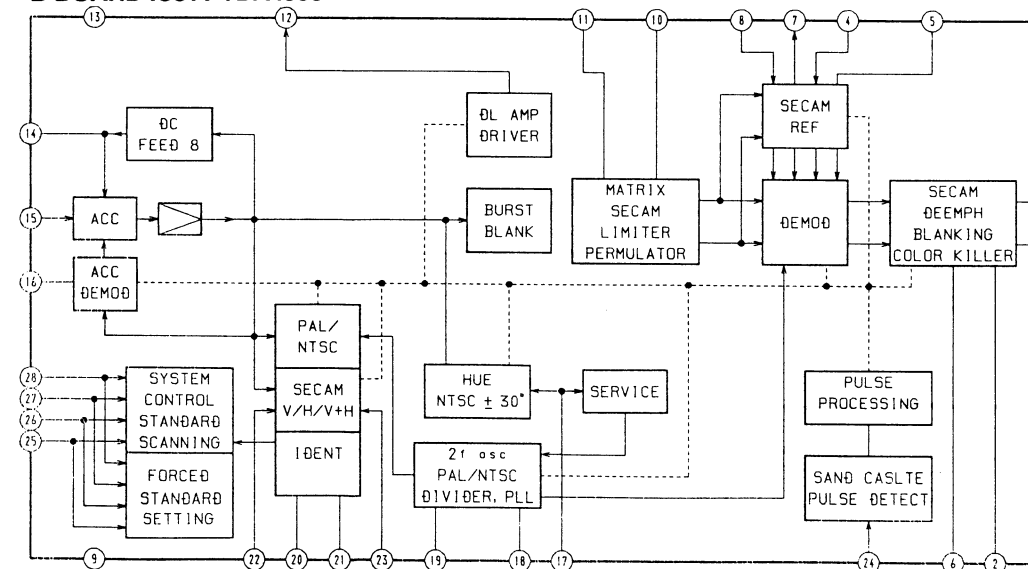 13
12
11
10
8
7
4
5
14
DC
FEED 8
DL AMP
DRIVER
SECAM
REF
15
ACC
BURST
BLANK
MATRIX
SECAM
LIMITER
PERMULATOR
DEMOD
SECAM
DEEMPH
BLANKING
COLOR KILLER
16
ACC
DEMOD
PAL/
NTSC
SECAM
V/H/V+H
IDENT
HUE
NTSC ± 30°
SERVICE
PULSE
PROCESSING
28
27
26
25
SYSTEM
CONTROL
STANDARD
SCANNING
FORCED
STANDARD
SETTING
2f osc
PAL/NTSC
DIVIDER, PLL
SAND CASLTE
PULSE DETECT
9
22
20
21
23
19
18
17
24
6
2